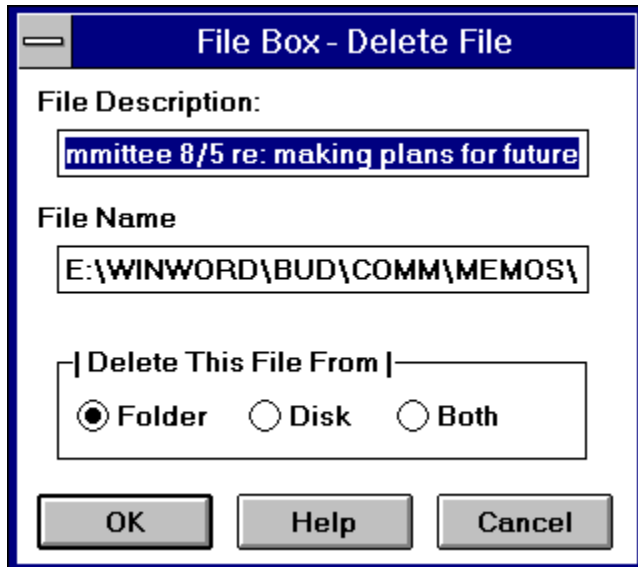 File Box - Delete File
File Description:
mmittee 8/5 re: making plans for future
File Name
E:\WINWORD\BUD\COMM\MEMOS\
| Delete This File From |
Folder Disk Both
OK Help Cancel